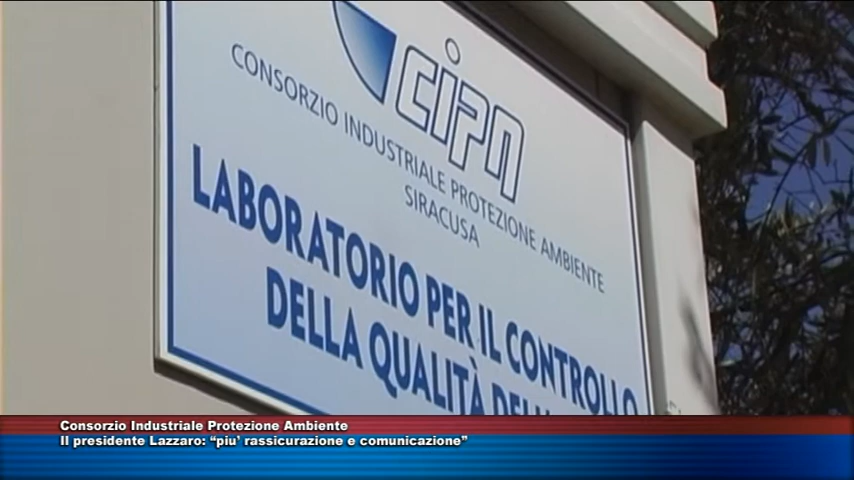 cipa
CONSORZIO INDUSTRIALE PROTEZIONE AMBIENTE
SIRACUSA
LABORATORIO PER IL CONTROLLO
DELLA QUALITÀ
Consorzio Industriale Protezione Ambiente
Il presidente Lazzaro: “piu’ rassicurazione e comunicazione”